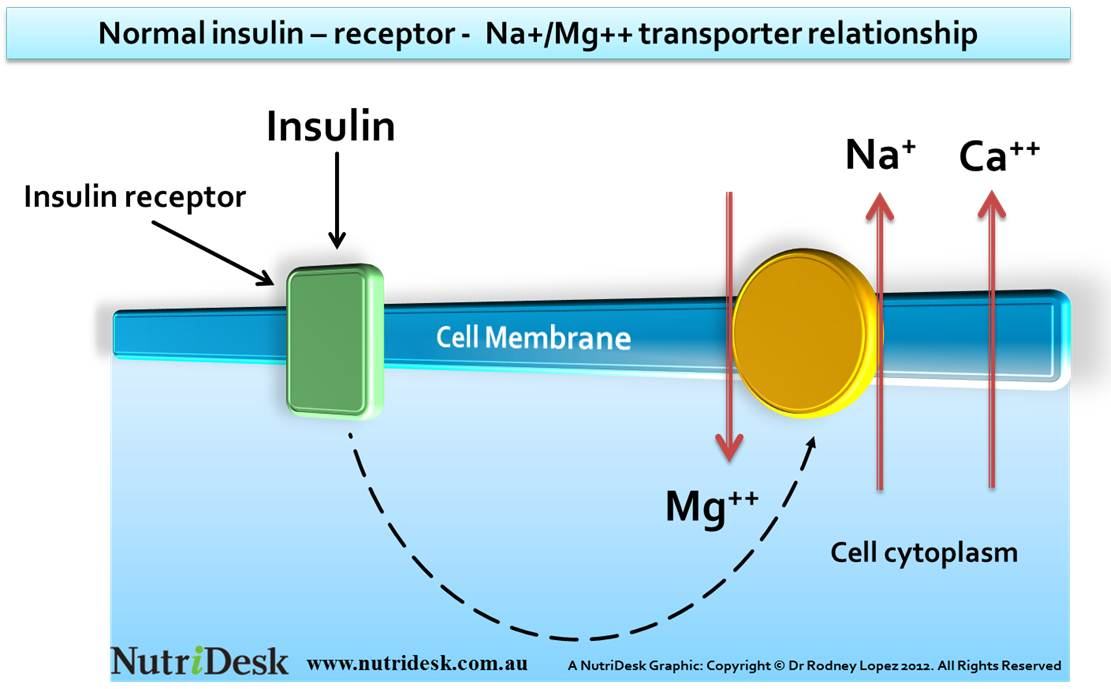 Normal insulin – receptor - Na+/Mg++ transporter relationship
Insulin
Insulin receptor
Na⁺
Ca⁺⁺
Cell Membrane
Mg⁺⁺
Cell cytoplasm
NutriDesk
www.nutridesk.com.au
A NutriDesk Graphic: Copyright © Dr Rodney Lopez 2012. All Rights Reserved